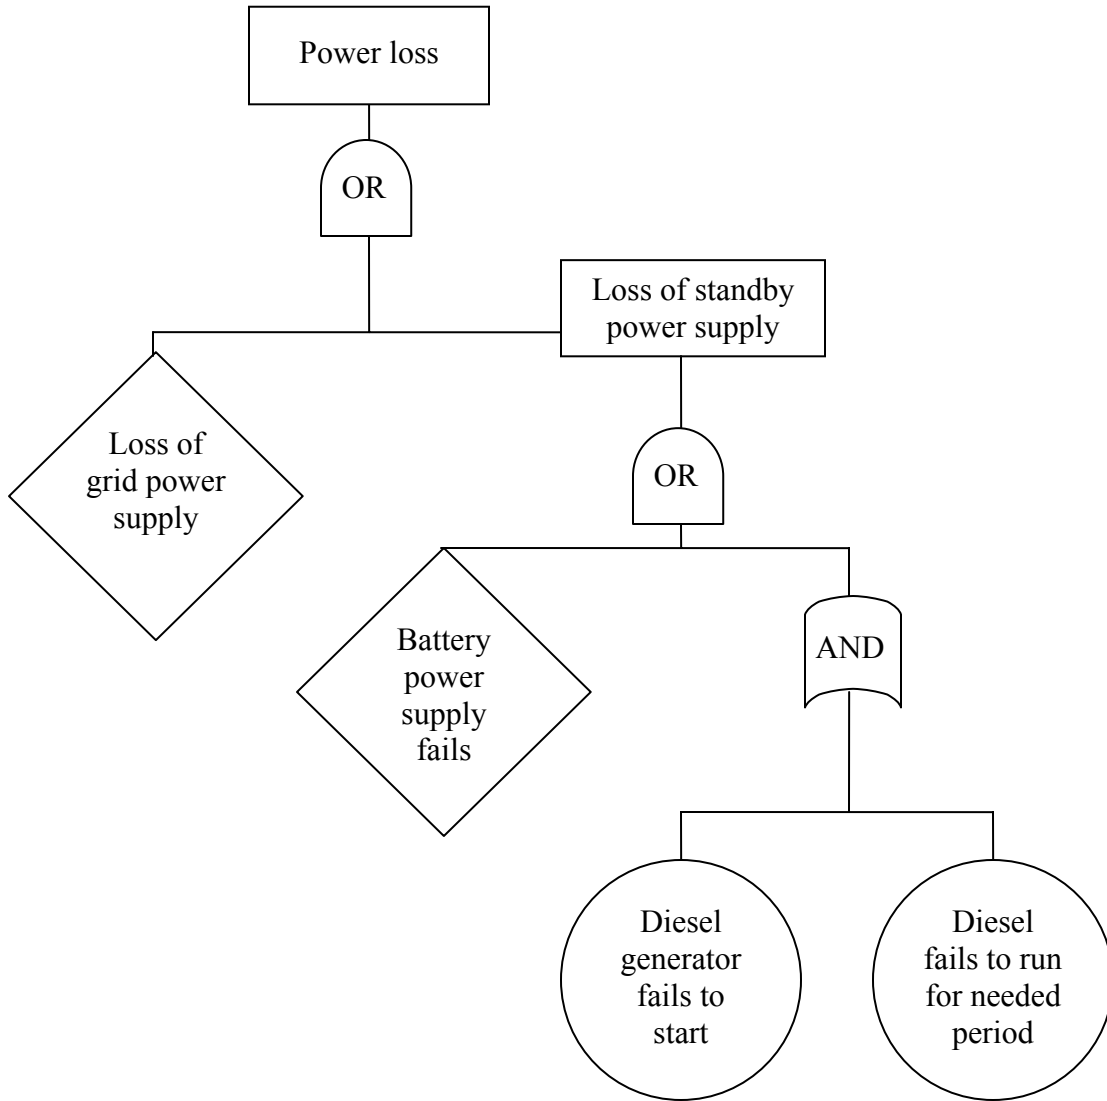 Power loss
OR
Loss of standby
power supply
Loss of
grid power
supply
OR
Battery
power
supply
fails
AND
Diesel
generator
fails to
start
Diesel
fails to run
for needed
period